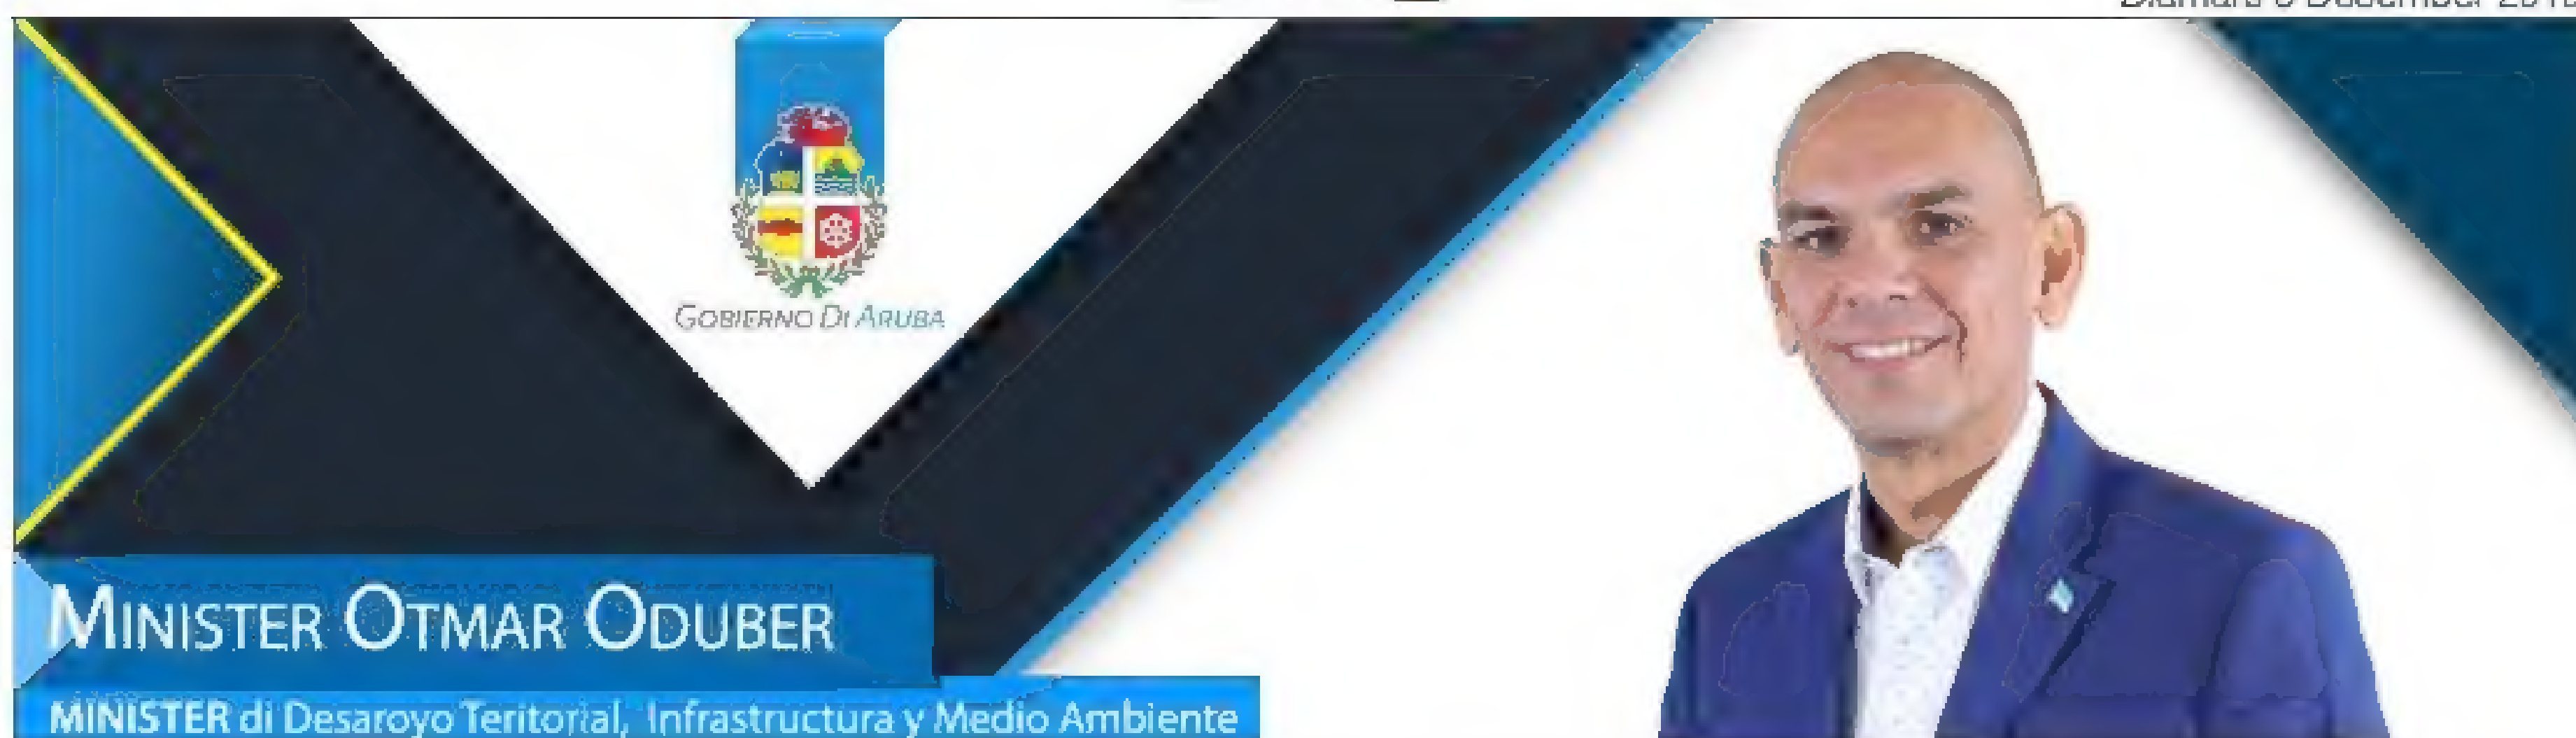 GOBIERNO DI ARUBA
MINISTER OTMAR ODUBER
MINISTER di Desaroyo Teritorial, Infrastructura y Medio Ambiente